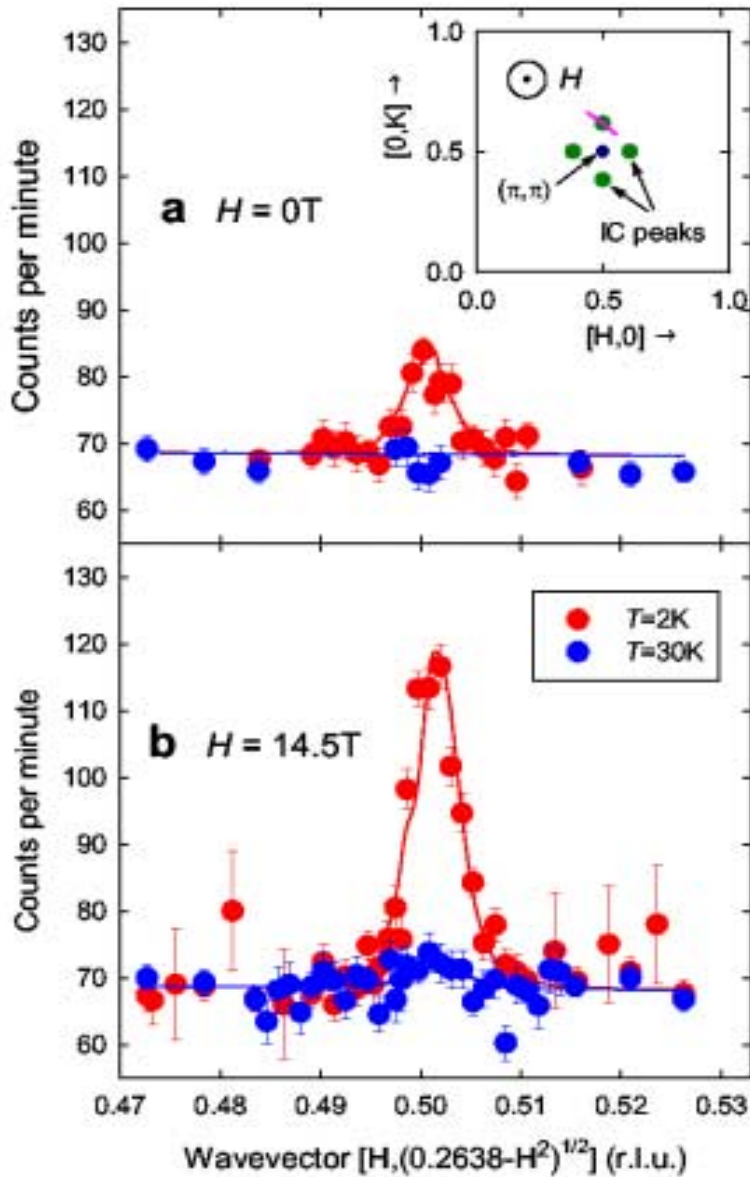 130
120
110
100
90
80
70
60
Counts per minute
a H = 0T
1.0
0.5
0.0
[0,K] →
H
(π,π)
IC peaks
0.0 0.5 1.0
[H,0] →
130
120
110
100
90
80
70
60
Counts per minute
b H = 14.5T
T=2K
T=30K
0.47 0.48 0.49 0.50 0.51 0.52 0.53
Wavevector [H,(0.2638-H²)^1/2] (r.l.u.)